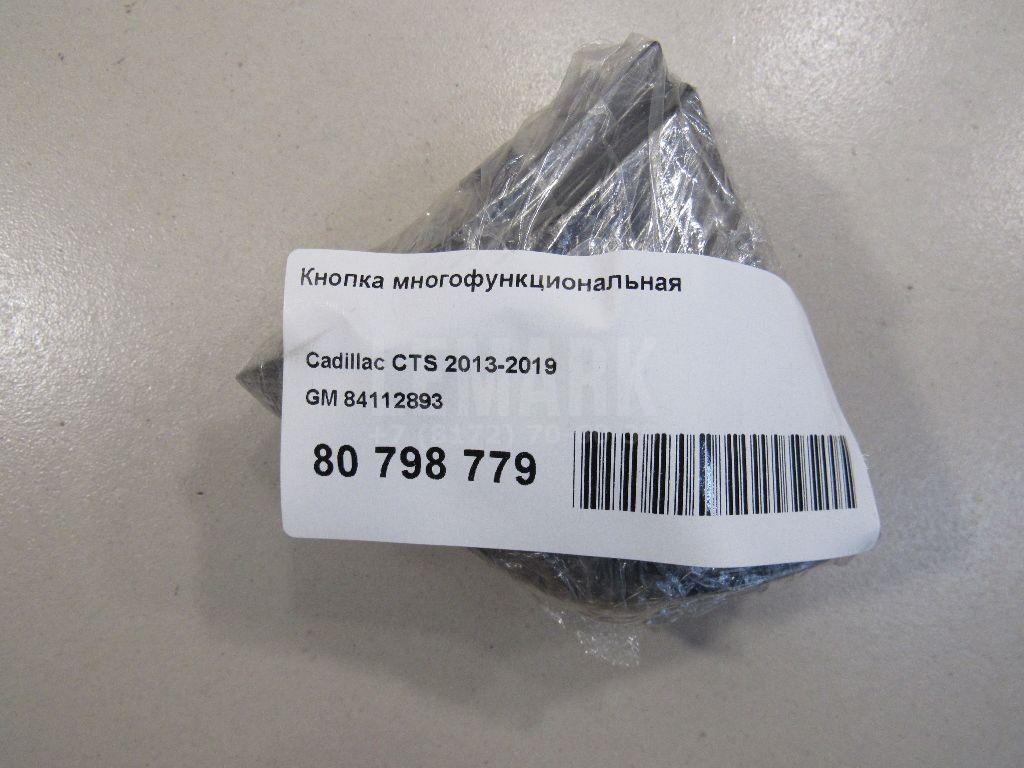 Кнопка многофункциональная
Cadillac CTS 2013-2019
GM 84112893
80 798 779